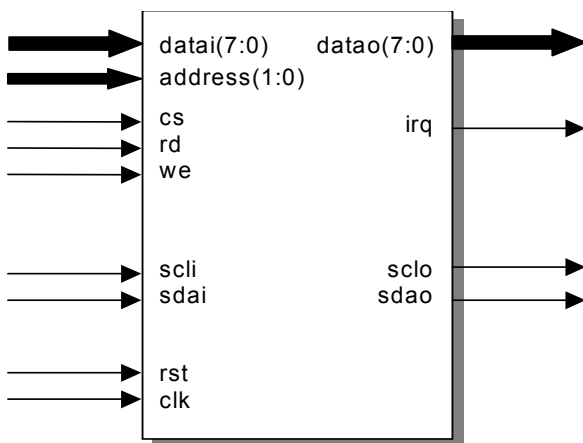 datai(7:0) datao(7:0)
address(1:0)
cs
irq
rd
we
scli sclo
sdai sdao
rst
clk